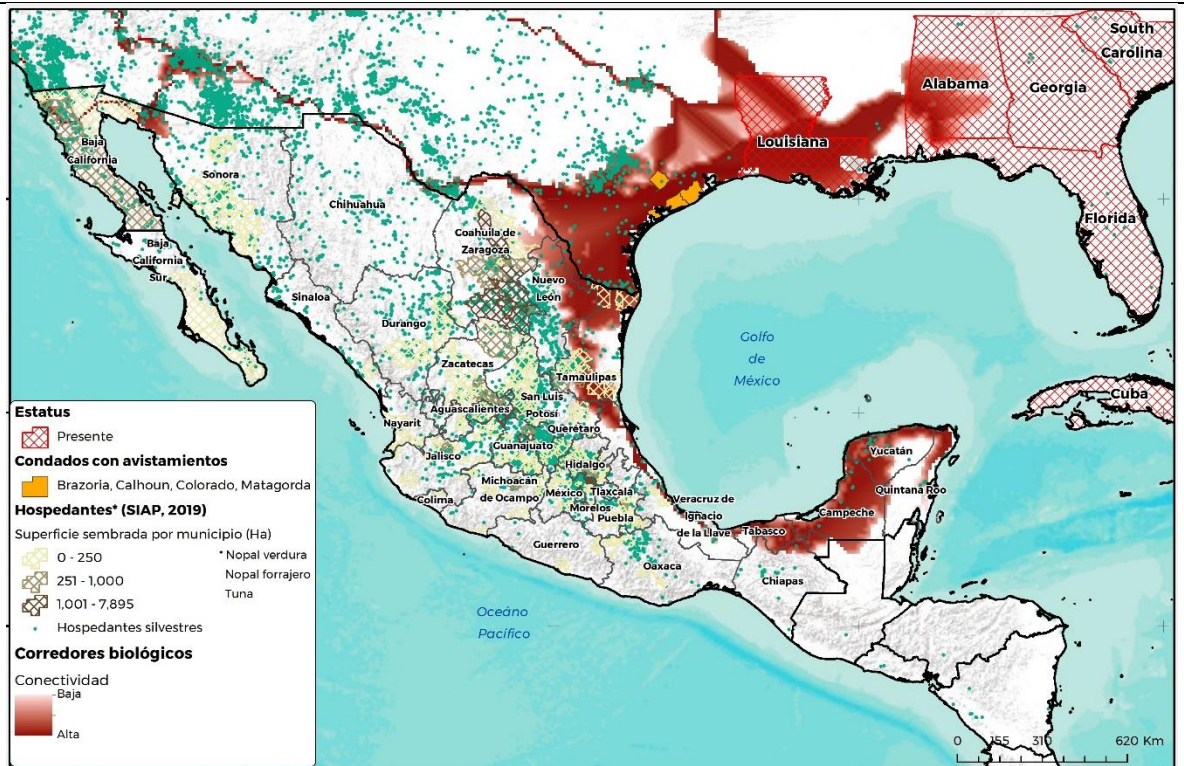 South
Carolina
Alabama
Georgia
Louisiana
Florida
Baja
California
Sonora
Chihuahua
Coahuila de
Zaragoza
Baja
California
Sur
Nuevo
León
Sinaloa
Durango
Golfo
de
México
Zacatecas
Tamaulipas
Cuba
San Luis
Potosí
Aguascalientes
Nayarit
Querétaro
Guanajuato
Jalisco
Hidalgo
Yucatán
Michoacán
de Ocampo
México
Tlaxcala
Quintana Roo
Colima
Morelos
Puebla
Veracruz de
Ignacio
de la Llave
Campeche
Tabasco
Guerrero
Oaxaca
Chiapas
Oceáno
Pacífico
Estatus
Presente
Condados con avistamientos
Brazoria, Calhoun, Colorado, Matagorda
Hospedantes* (SIAP, 2019)
Superficie sembrada por municipio (Ha)
0 - 250
251 - 1,000
1,001 - 7,895
* Nopal verdura
Nopal forrajero
Tuna
Hospedantes silvestres
Corredores biológicos
Conectividad
Baja
Alta
0 155 310 620 Km